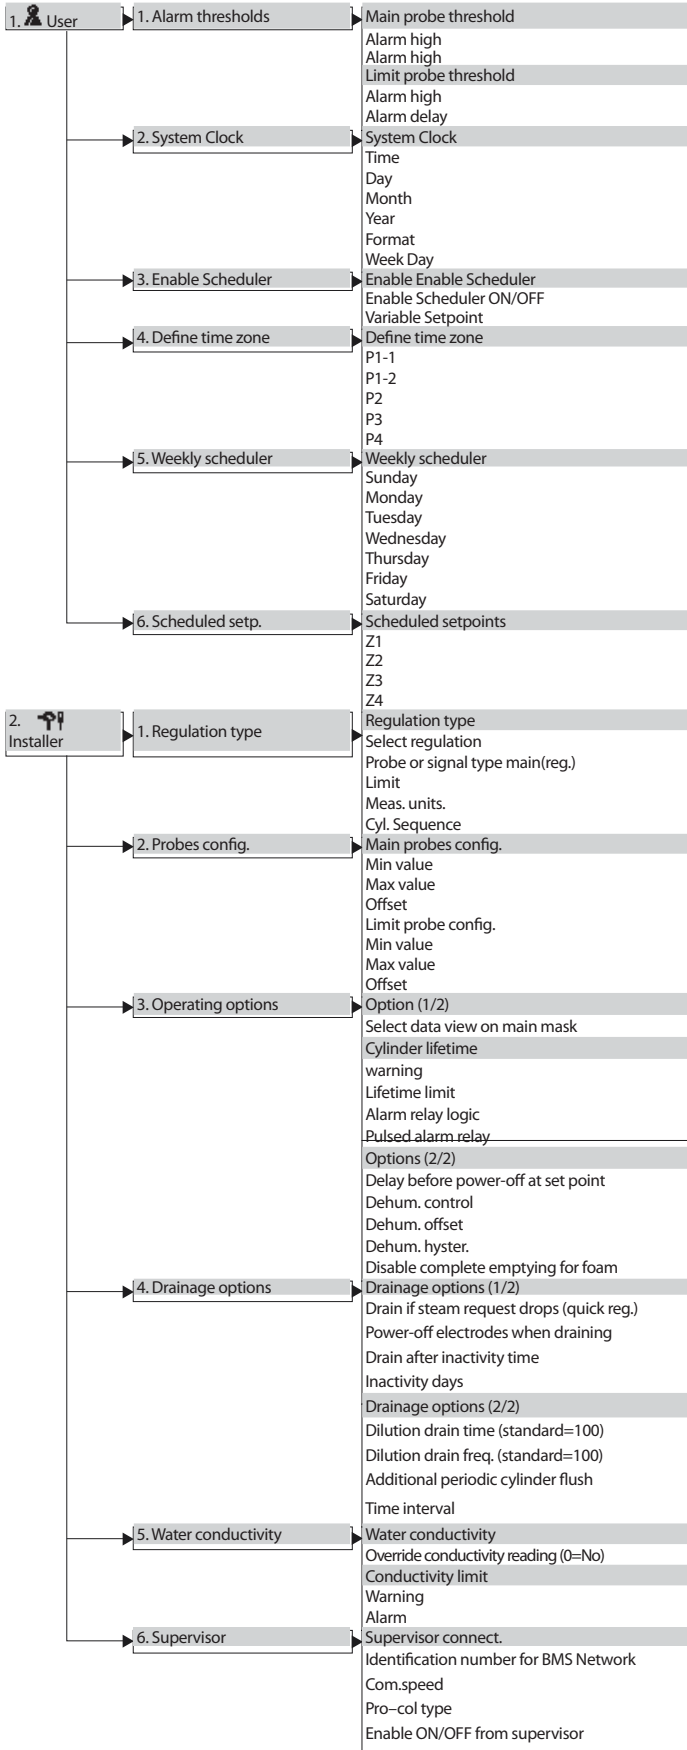 1. User
1. Alarm thresholds
Main probe threshold
Alarm high
Alarm high
Limit probe threshold
Alarm high
Alarm delay
2. System Clock
System Clock
Time
Day
Month
Year
Format
Week Day
3. Enable Scheduler
Enable Enable Scheduler
Enable Scheduler ON/OFF
Variable Setpoint
4. Define time zone
Define time zone
P1-1
P1-2
P2
P3
P4
5. Weekly scheduler
Weekly scheduler
Sunday
Monday
Tuesday
Wednesday
Thursday
Friday
Saturday
6. Scheduled setp.
Scheduled setpoints
Z1
Z2
Z3
Z4
2.
Installer
1. Regulation type
Regulation type
Select regulation
Probe or signal type main(reg.)
Limit
Meas. units.
Cyl. Sequence
2. Probes config.
Main probes config.
Min value
Max value
Offset
Limit probe config.
Min value
Max value
Offset
3. Operating options
Option (1/2)
Select data view on main mask
Cylinder lifetime
warning
Lifetime limit
Alarm relay logic
Pulsed alarm relay
Options (2/2)
Delay before power-off at set point
Dehum. control
Dehum. offset
Dehum. hyster.
Disable complete emptying for foam
4. Drainage options
Drainage options (1/2)
Drain if steam request drops (quick reg.)
Power-off electrodes when draining
Drain after inactivity time
Inactivity days
Drainage options (2/2)
Dilution drain time (standard=100)
Dilution drain freq. (standard=100)
Additional periodic cylinder flush
Time interval
5. Water conductivity
Water conductivity
Override conductivity reading (0=No)
Conductivity limit
Warning
Alarm
6. Supervisor
Supervisor connect.
Identification number for BMS Network
Com.speed
Pro–col type
Enable ON/OFF from supervisor